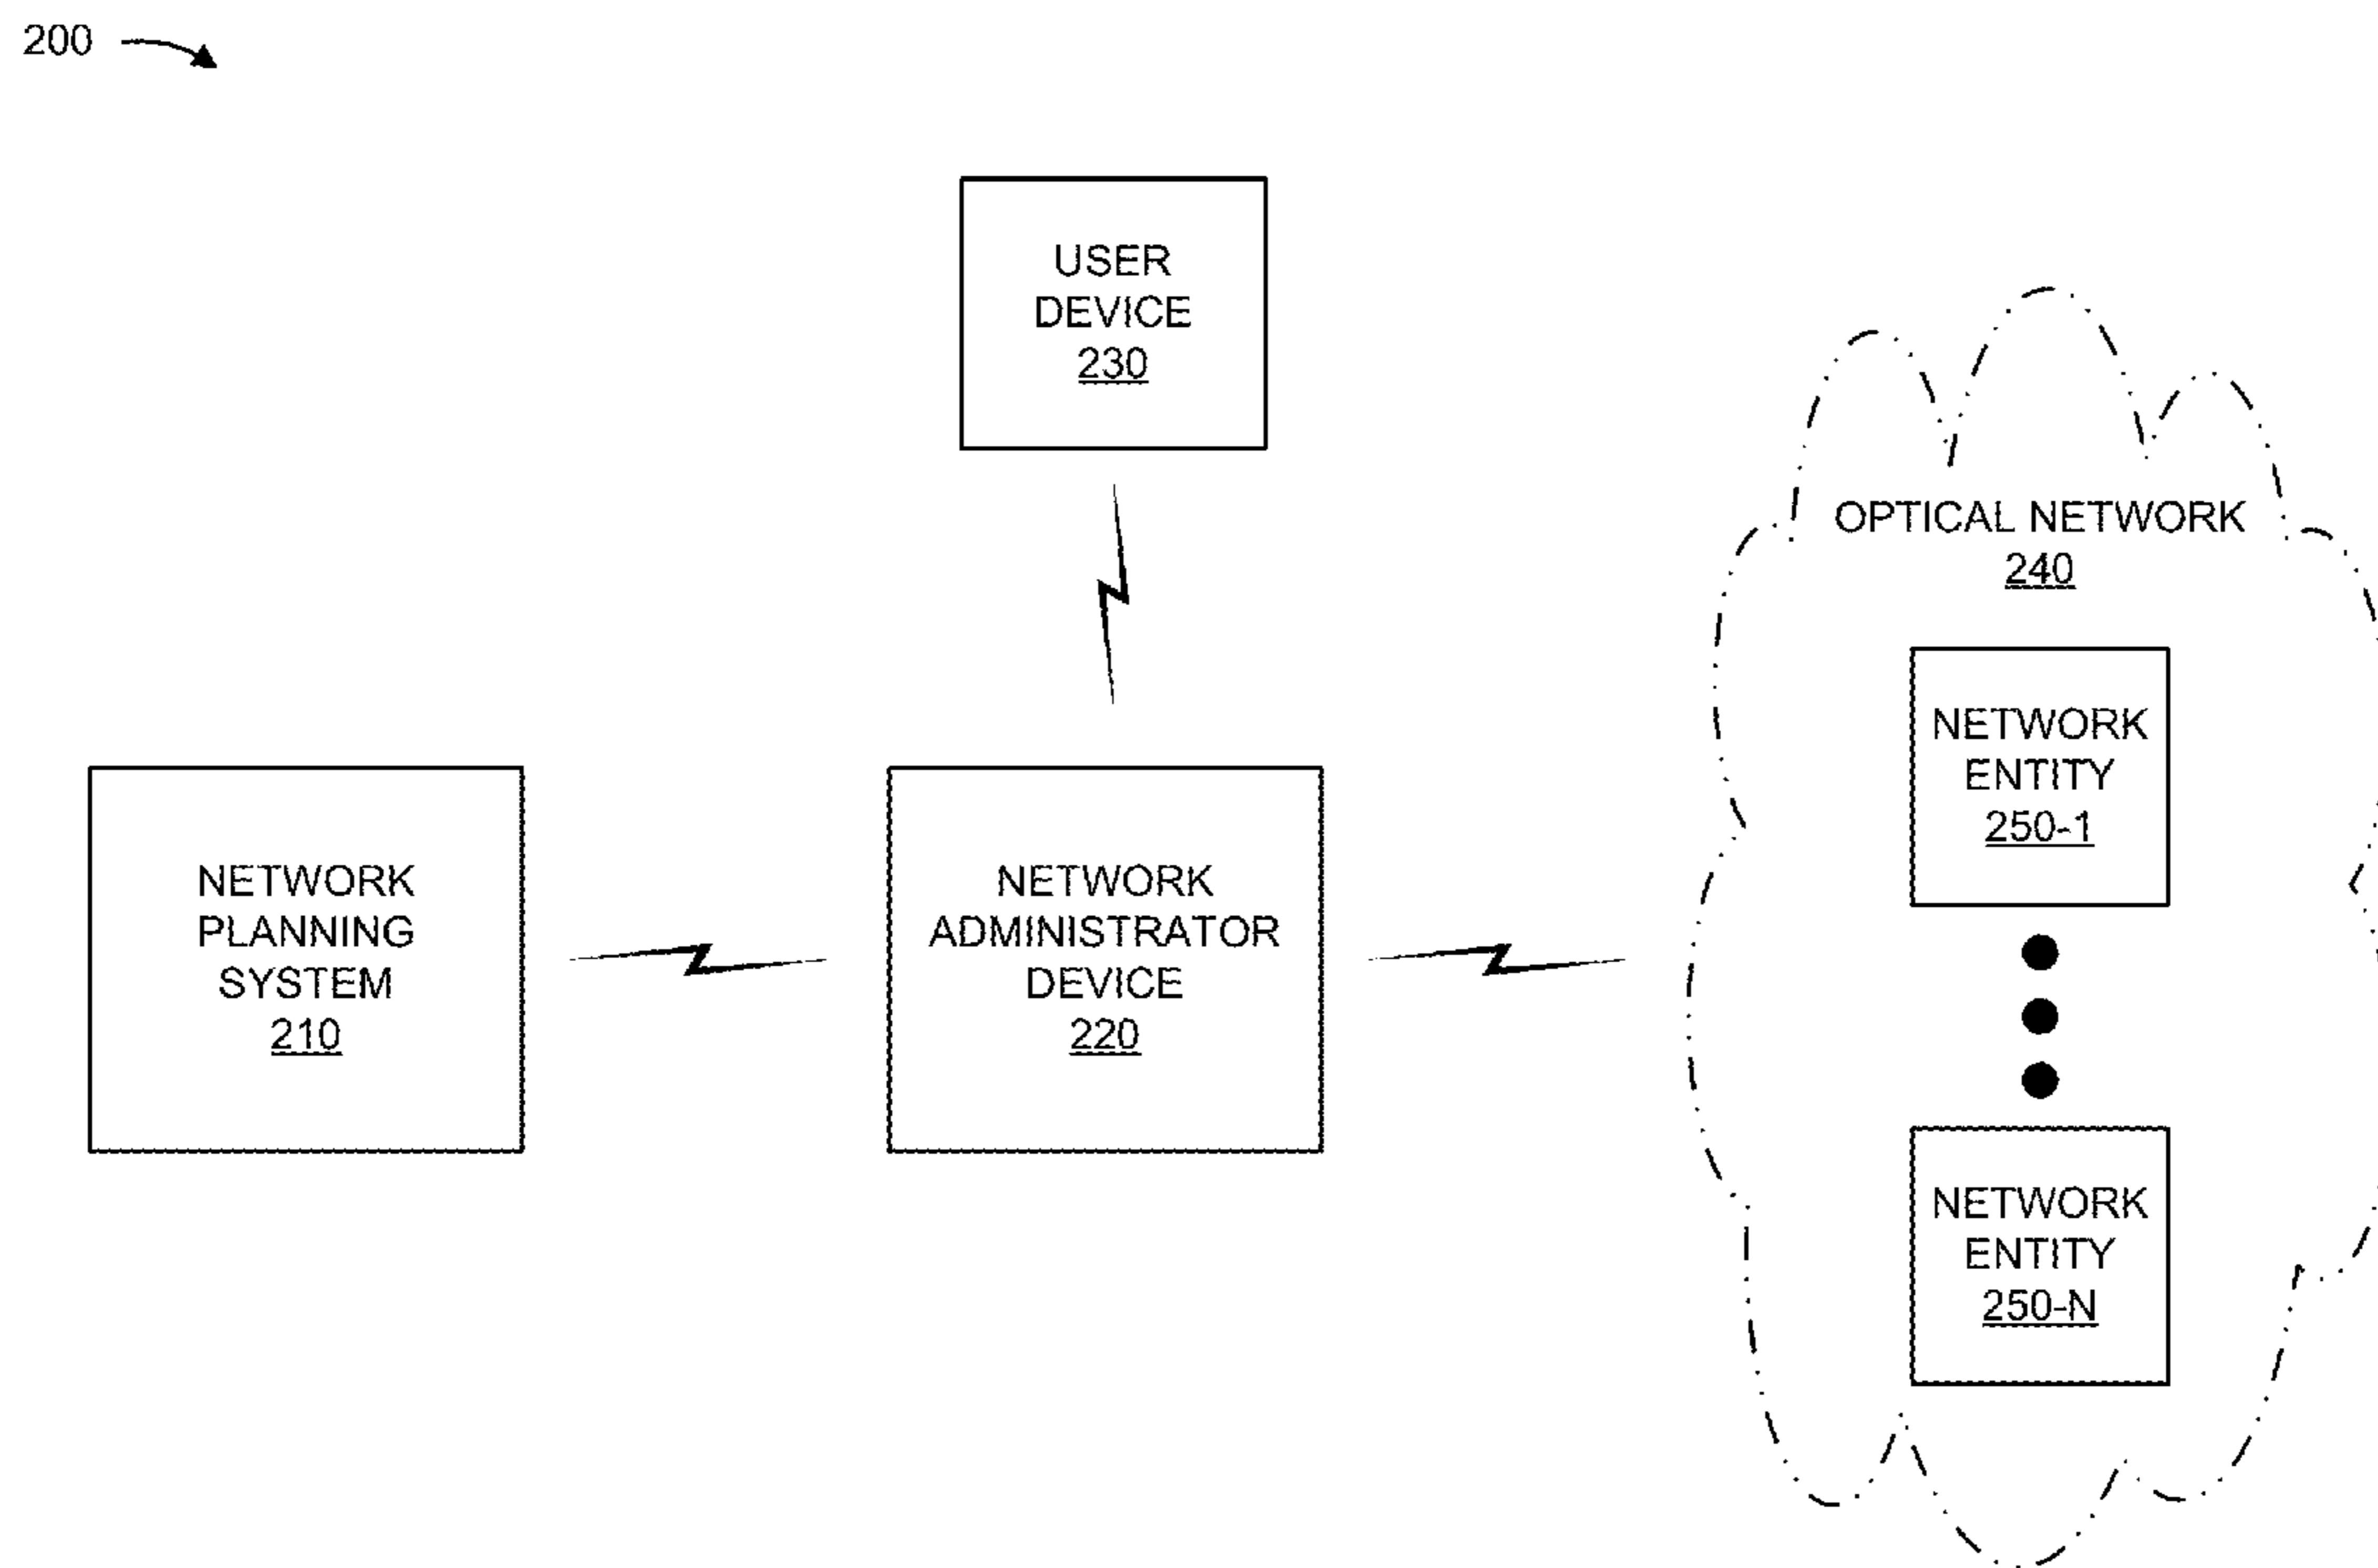 200
USER
DEVICE
230
OPTICAL NETWORK
240
NETWORK
ENTITY
250-1
NETWORK
PLANNING
SYSTEM
210
NETWORK
ADMINISTRATOR
DEVICE
220
NETWORK
ENTITY
250-N